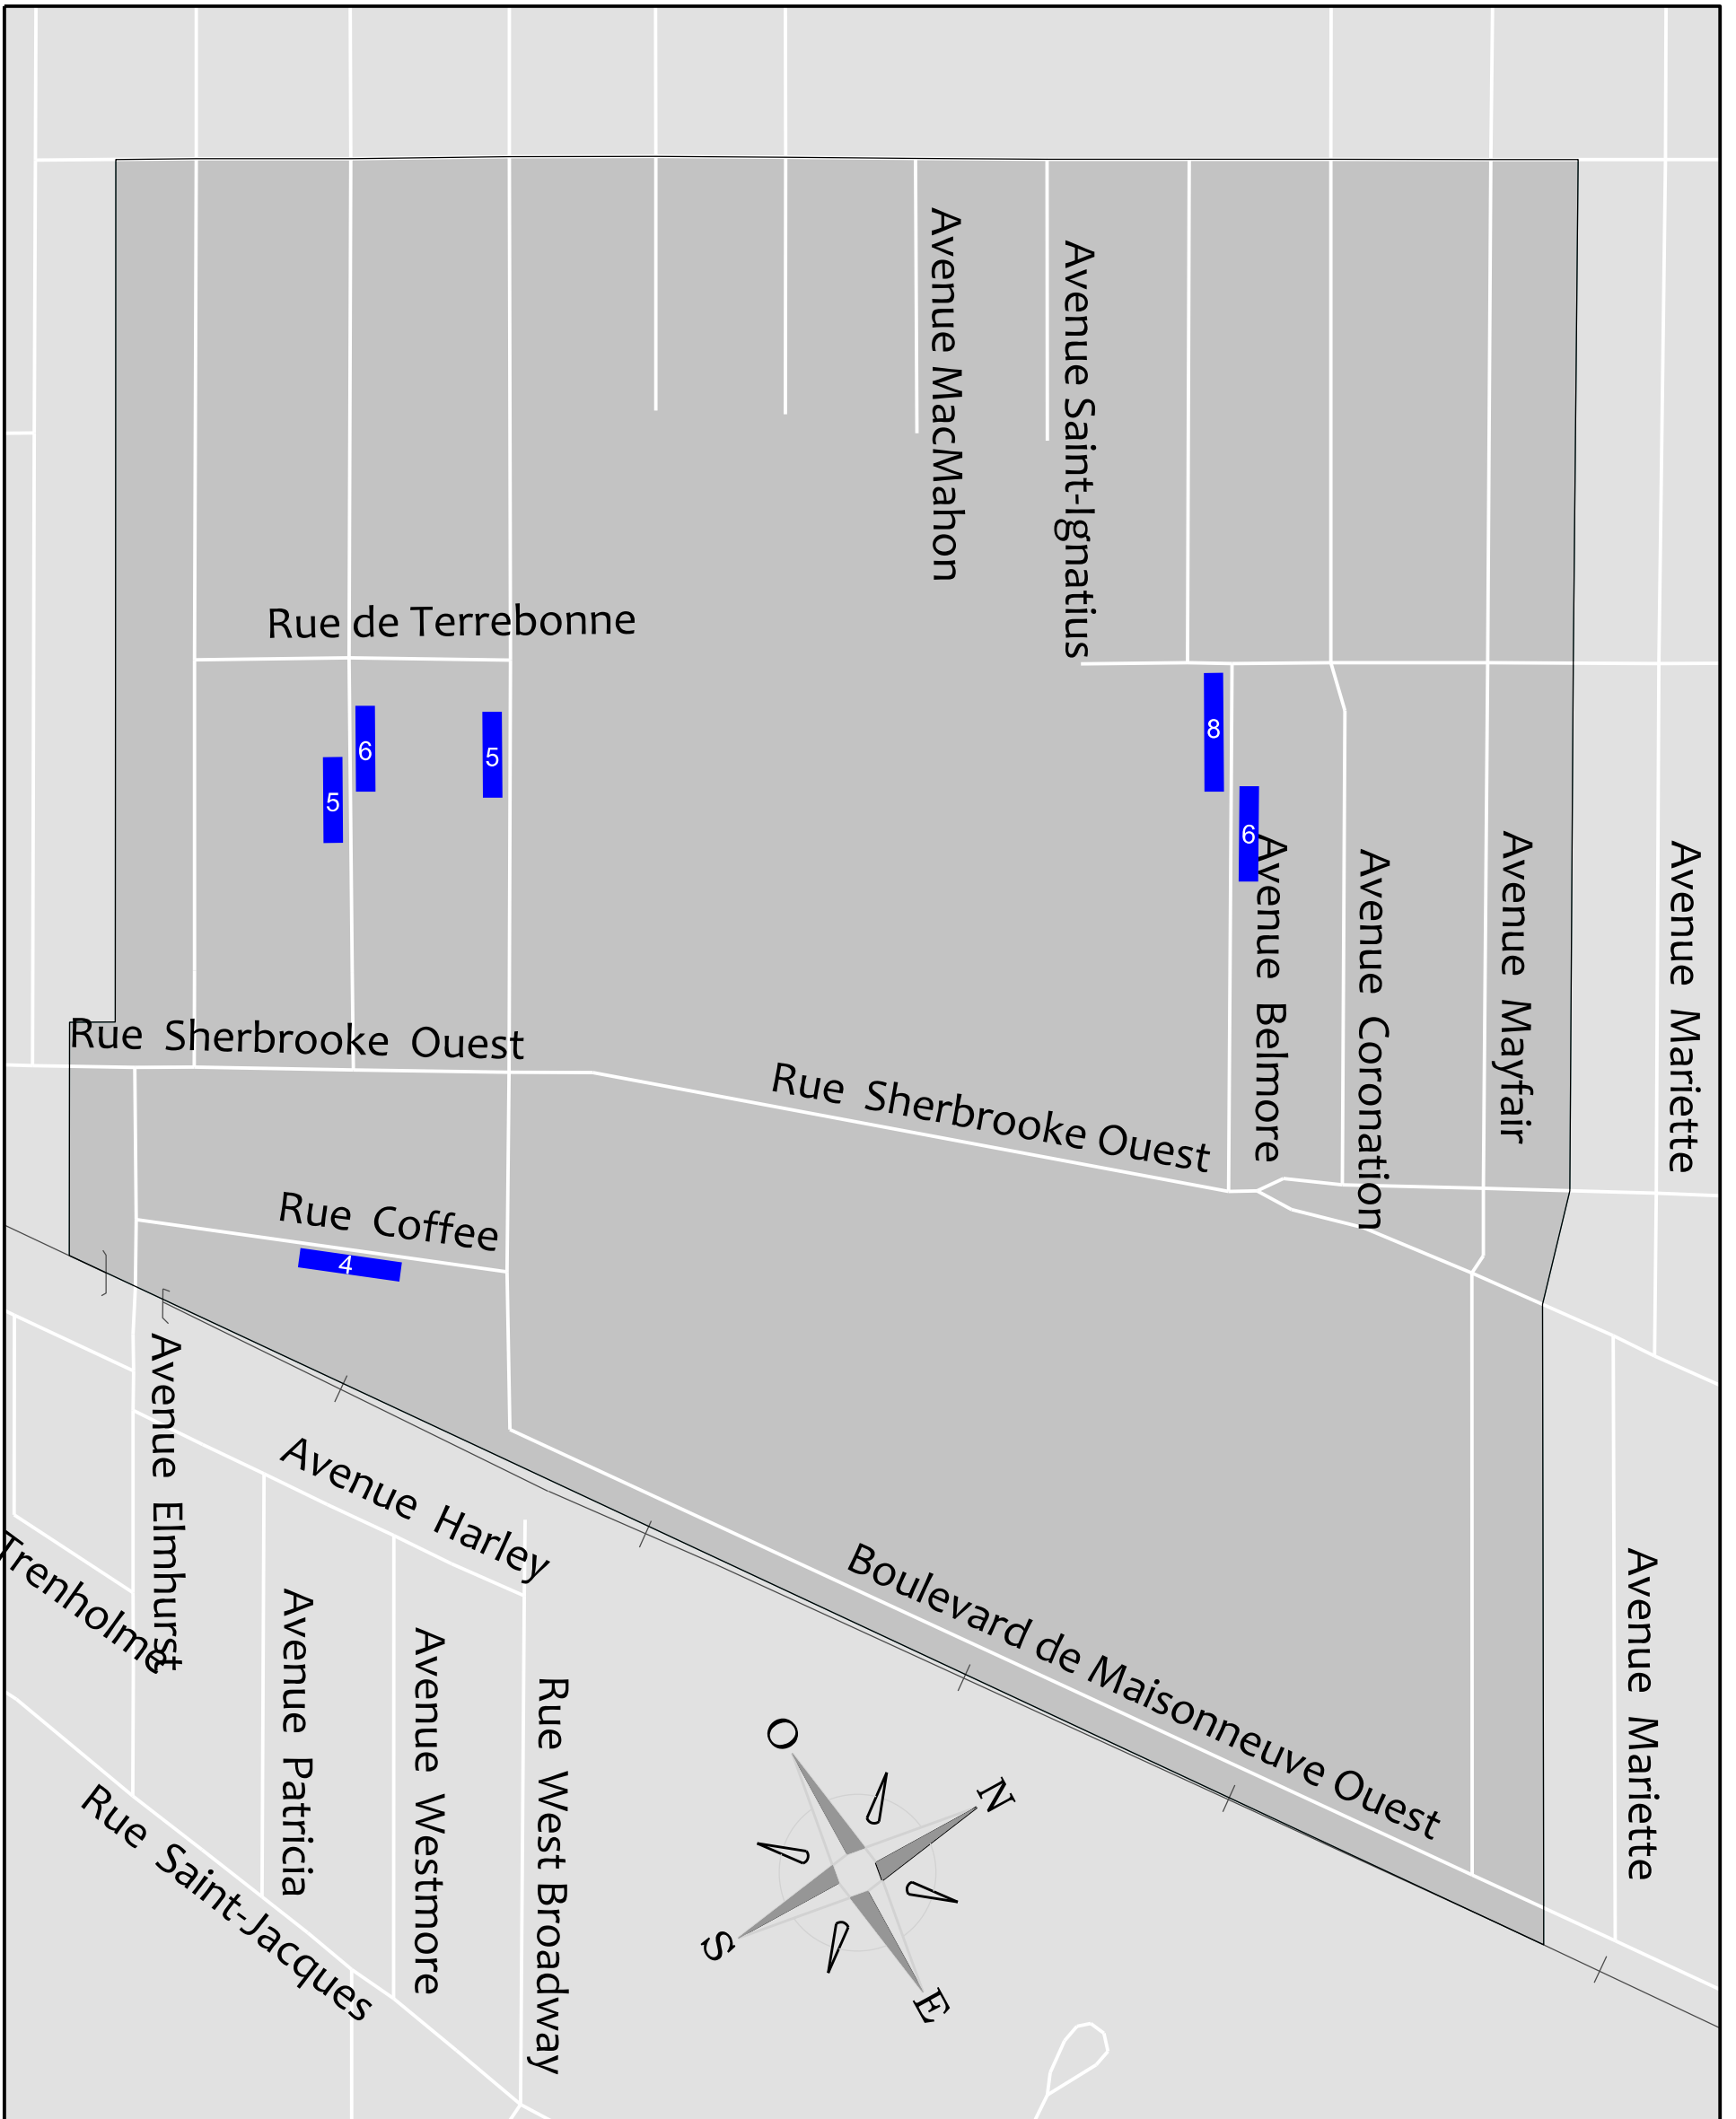 Avenue MacMahon
Avenue Saint-Ignatius
Rue de Terrebonne
6
5
5
8
6
Avenue Belmore
Avenue Coronation
Avenue Mayfair
Avenue Mariette
Rue Sherbrooke Ouest
Rue Sherbrooke Ouest
Rue Coffee
4
Avenue Elmhurst
Avenue Harley
Trenholme
Avenue Patricia
Avenue Westmore
Rue West Broadway
Boulevard de Maisonneuve Ouest
Avenue Mariette
Rue Saint-Jacques
O
N
S
E